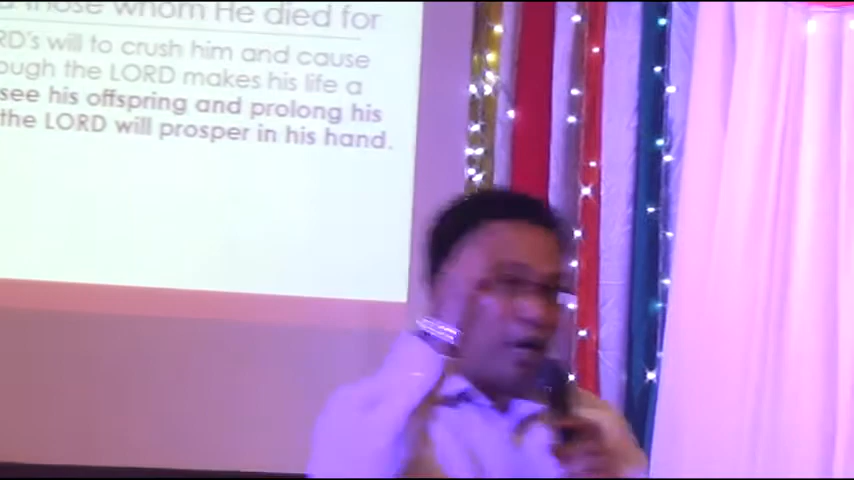 those whom He died for
RD's will to crush him and cause
ough the LORD makes his life a
see his offspring and prolong his
the LORD will prosper in his hand.